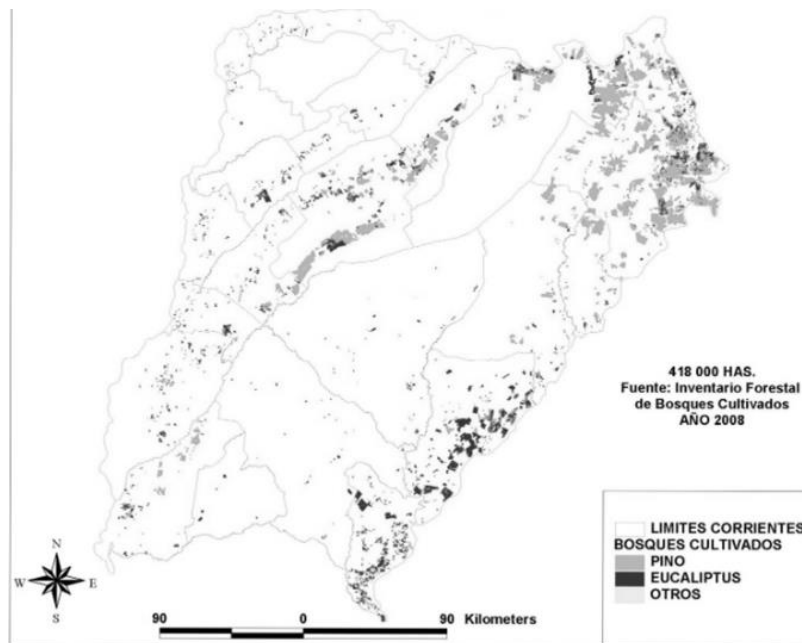 418 000 HAS.
Fuente: Inventario Forestal
de Bosques Cultivados
AÑO 2008
LIMITES CORRIENTES
BOSQUES CULTIVADOS
PINO
EUCALIPTUS
OTROS
N
W E
S
90 0 90 Kilometers